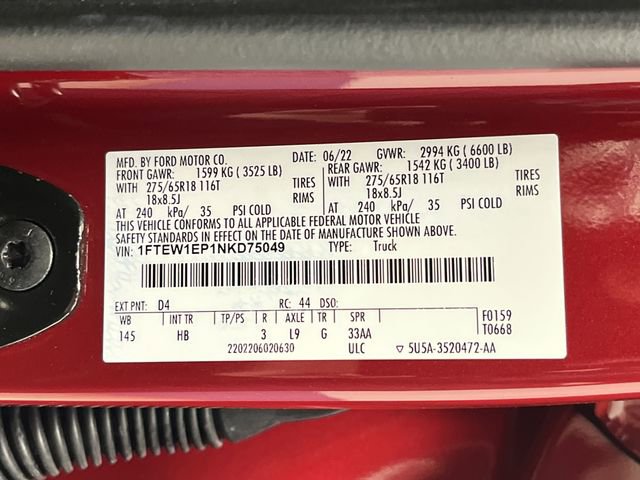 MFD. BY FORD MOTOR CO. DATE: 06/22 GVWR: 2994 KG ( 6600 LB)
FRONT GAWR: 1599 KG ( 3525 LB) REAR GAWR: 1542 KG ( 3400 LB)
WITH 275/65R18 116T TIRES WITH 275/65R18 116T TIRES
18x8.5J RIMS 18x8.5J RIMS
AT 240 kPa/ 35 PSI COLD AT 240 kPa/ 35 PSI COLD
THIS VEHICLE CONFORMS TO ALL APPLICABLE FEDERAL MOTOR VEHICLE
SAFETY STANDARDS IN EFFECT ON THE DATE OF MANUFACTURE SHOWN ABOVE.
VIN: 1FTEW1EP1NKD75049 TYPE: Truck
EXT PNT: D4 RC: 44 DSO:
WB INT TR TP/PS R AXLE TR SPR F0159
145 HB 3 L9 G 33AA T0668
2202206020630 ULC ▽ 5U5A-3520472-AA